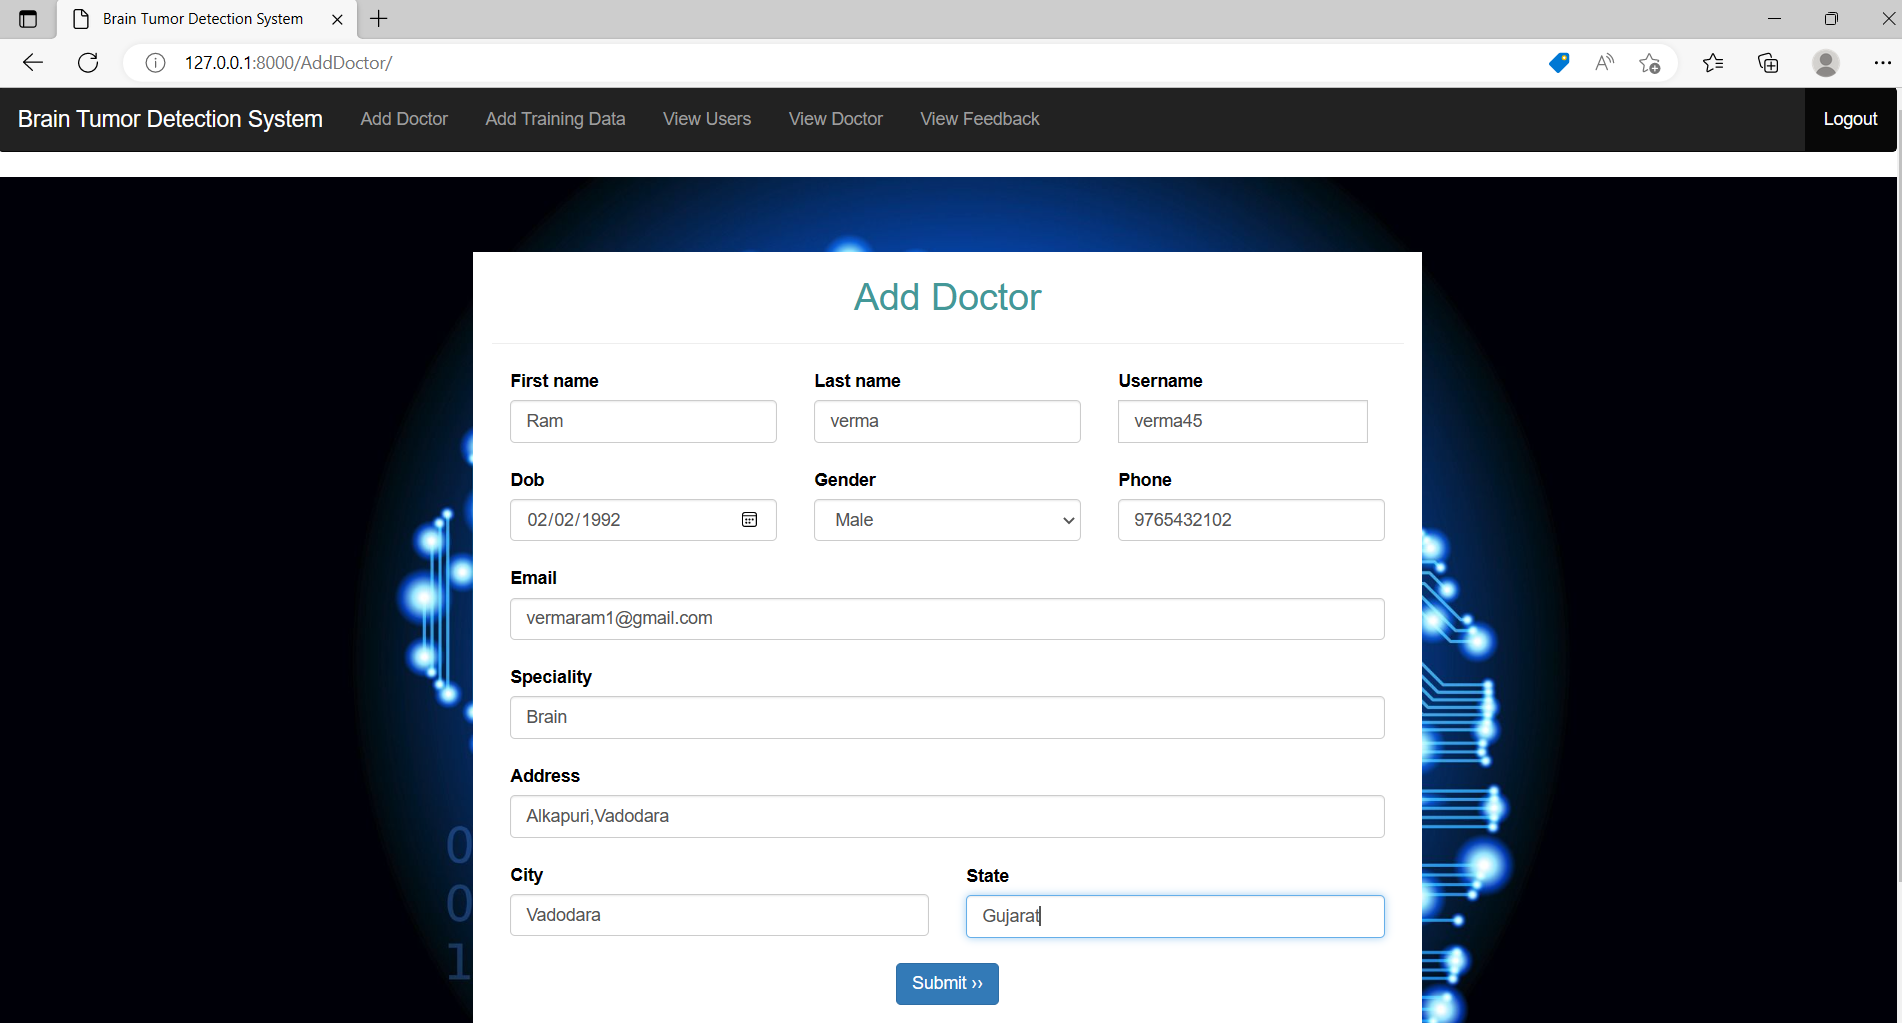 Brain Tumor Detection System
127.0.0.1:8000/AddDoctor/
Brain Tumor Detection System Add Doctor Add Training Data View Users View Doctor View Feedback Logout
Add Doctor
First name Last name Username
Ram verma verma45
Dob Gender Phone
02/02/1992 Male 9765432102
Email
vermaram1@gmail.com
Speciality
Brain
Address
Alkapuri,Vadodara
City State
Vadodara Gujarat
Submit ››
0
0
1